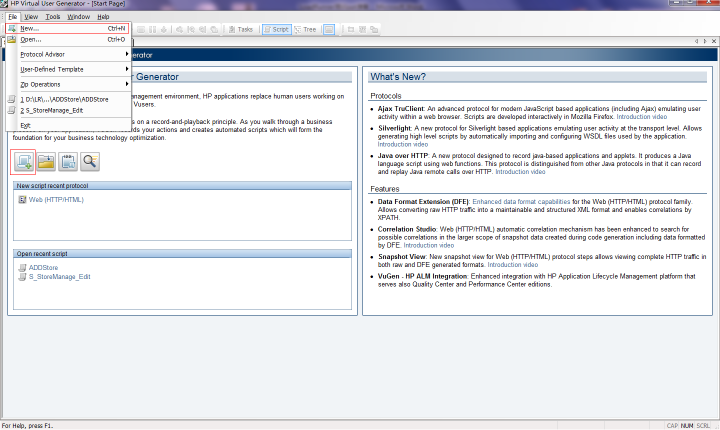 HP Virtual User Generator - [Start Page]
File View Tools Window Help
Tasks Script Tree
New... Ctrl+N
Open... Ctrl+O
Protocol Advisor
User-Defined Template
Zip Operations
1 D:\LR\...\ADDStore\ADDStore
2 S_StoreManage_Edit
Exit
erator
r Generator
nagement environment, HP applications replace human users working on
Vusers.
s on a record-and-playback principle. As you walk through a business
ords your actions and creates automated scripts which will form the
foundation for your business technology optimization.
New script recent protocol
Web (HTTP/HTML)
Open recent script
ADDStore
S_StoreManage_Edit
What's New?
Protocols
• Ajax TruClient: An advanced protocol for modern JavaScript based applications (including Ajax) emulating user
activity within a web browser. Scripts are developed interactively in Mozilla Firefox. Introduction video
• Silverlight: A new protocol for Silverlight based applications emulating user activity at the transport level. Allows
generating high level scripts by automatically importing and configuring WSDL files used by the application.
Introduction video
• Java over HTTP: A new protocol designed to record java-based applications and applets. It produces a Java
language script using web functions. This protocol is distinguished from other Java protocols in that it can record
and replay Java remote calls over HTTP. Introduction video
Features
• Data Format Extension (DFE): Enhanced data format capabilities for the Web (HTTP/HTML) protocol family.
Allows converting raw HTTP traffic into a maintainable and structured XML format and enables correlations by
XPATH.
• Correlation Studio: Web (HTTP/HTML) automatic correlation mechanism has been enhanced to search for
possible correlations in the larger scope of snapshot data created during code generation including data formatted
by DFE. Introduction video
• Snapshot View: New snapshot view for Web (HTTP/HTML) protocol steps allows viewing complete HTTP traffic in
both raw and DFE generated formats. Introduction video
• VuGen - HP ALM Integration: Enhanced integration with HP Application Lifecycle Management platform that
serves also Quality Center and Performance Center editions.
For Help, press F1.
CAP NUM SCRL